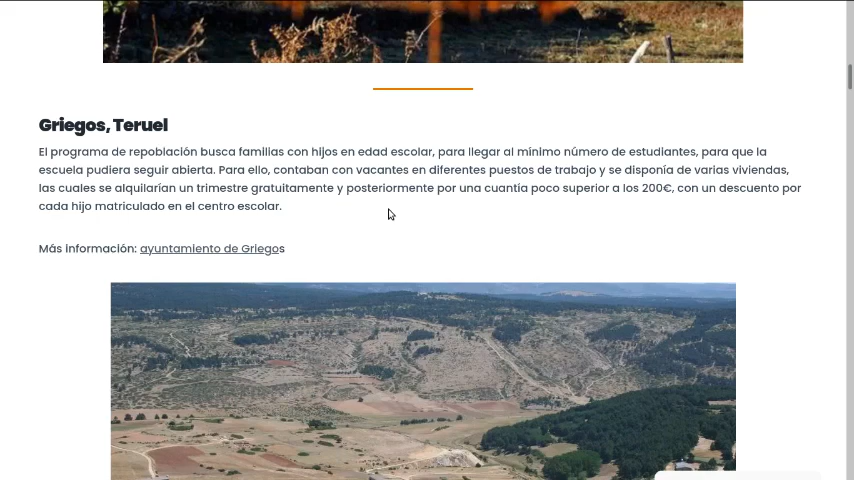 Griegos, Teruel
El programa de repoblación busca familias con hijos en edad escolar, para llegar al mínimo número de estudiantes, para que la
escuela pudiera seguir abierta. Para ello, contaban con vacantes en diferentes puestos de trabajo y se disponía de varias viviendas,
las cuales se alquilarían un trimestre gratuitamente y posteriormente por una cuantía poco superior a los 200€, con un descuento por
cada hijo matriculado en el centro escolar.
Más información: ayuntamiento de Griegos